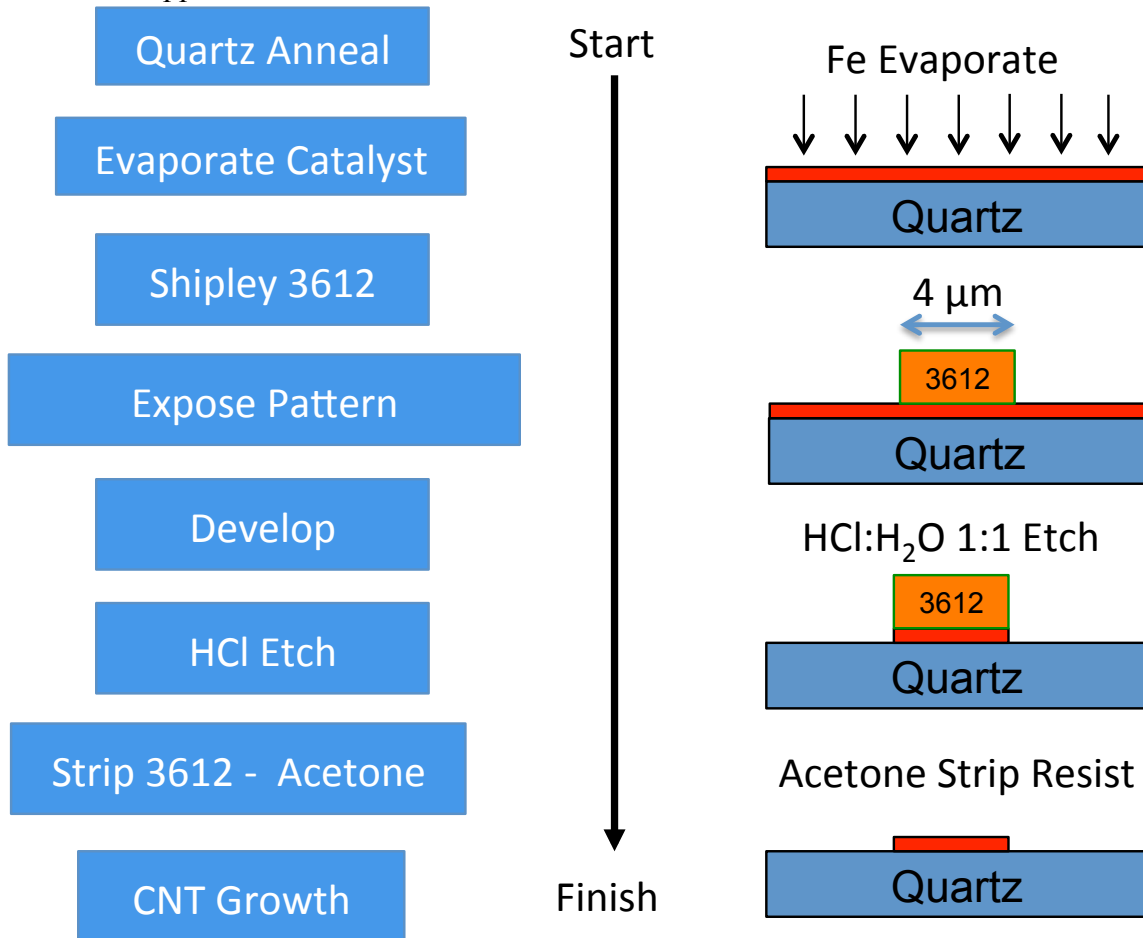 Quartz Anneal
Evaporate Catalyst
Shipley 3612
Expose Pattern
Develop
HCl Etch
Strip 3612 - Acetone
CNT Growth
Start
Finish
Fe Evaporate
Quartz
4 μm
3612
Quartz
HCl:H₂O 1:1 Etch
3612
Quartz
Acetone Strip Resist
Quartz